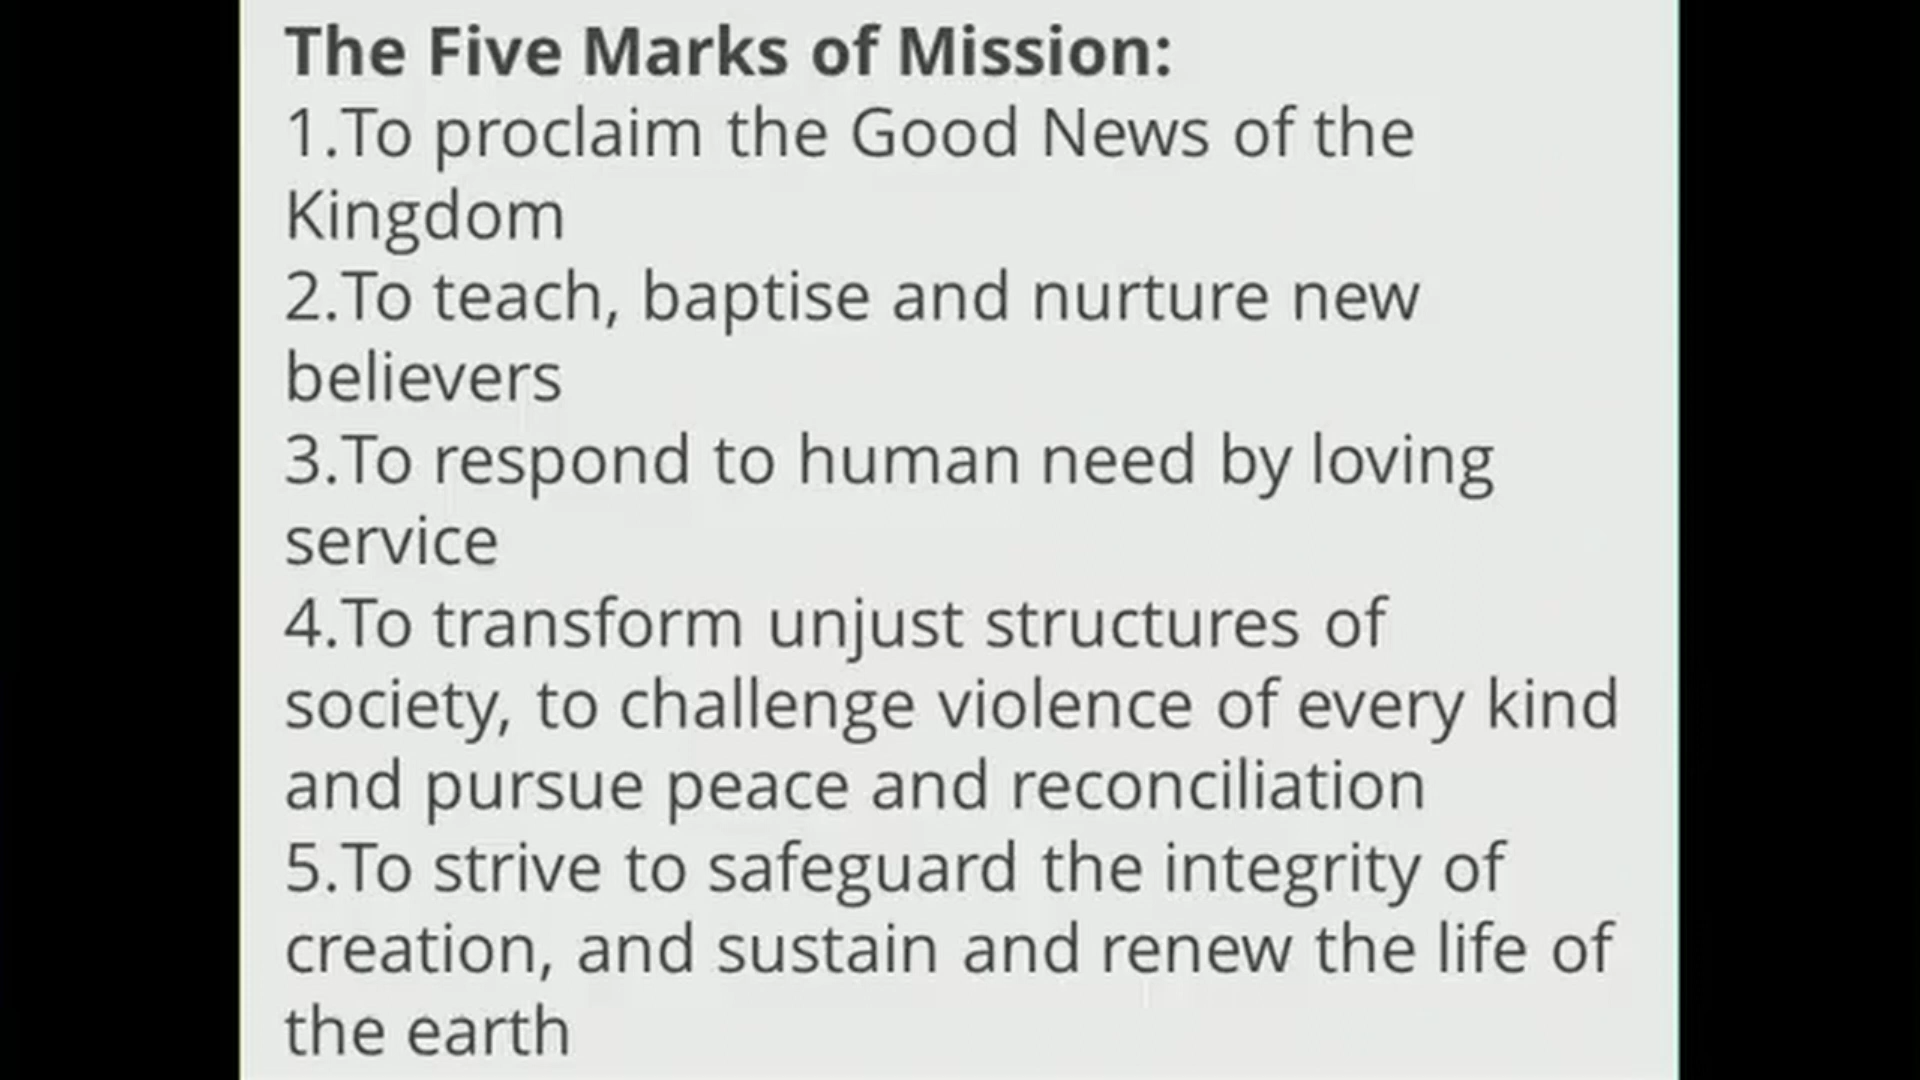 The Five Marks of Mission:
1.To proclaim the Good News of the
Kingdom
2.To teach, baptise and nurture new
believers
3.To respond to human need by loving
service
4.To transform unjust structures of
society, to challenge violence of every kind
and pursue peace and reconciliation
5.To strive to safeguard the integrity of
creation, and sustain and renew the life of
the earth